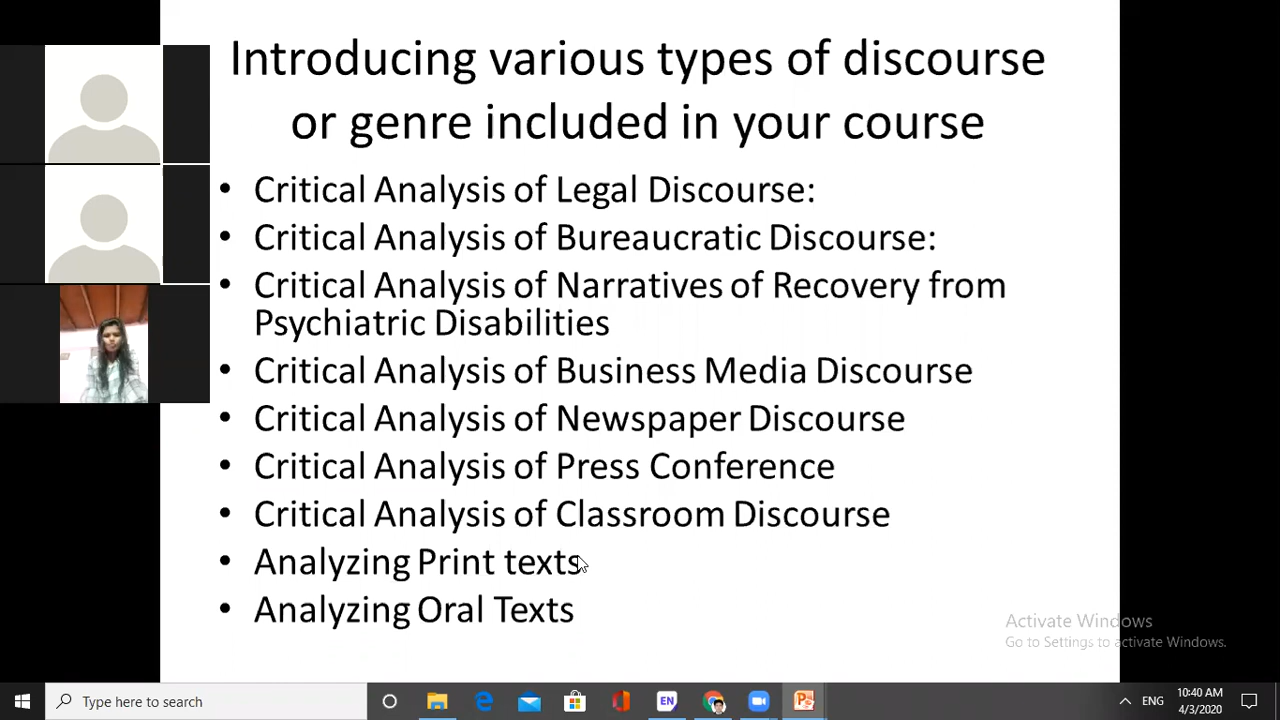 Introducing various types of discourse
or genre included in your course
• Critical Analysis of Legal Discourse:
• Critical Analysis of Bureaucratic Discourse:
• Critical Analysis of Narratives of Recovery from
Psychiatric Disabilities
• Critical Analysis of Business Media Discourse
• Critical Analysis of Newspaper Discourse
• Critical Analysis of Press Conference
• Critical Analysis of Classroom Discourse
• Analyzing Print texts
• Analyzing Oral Texts
Activate Windows
Go to Settings to activate Windows.
Type here to search
EN
ENG
10:40 AM
4/3/2020